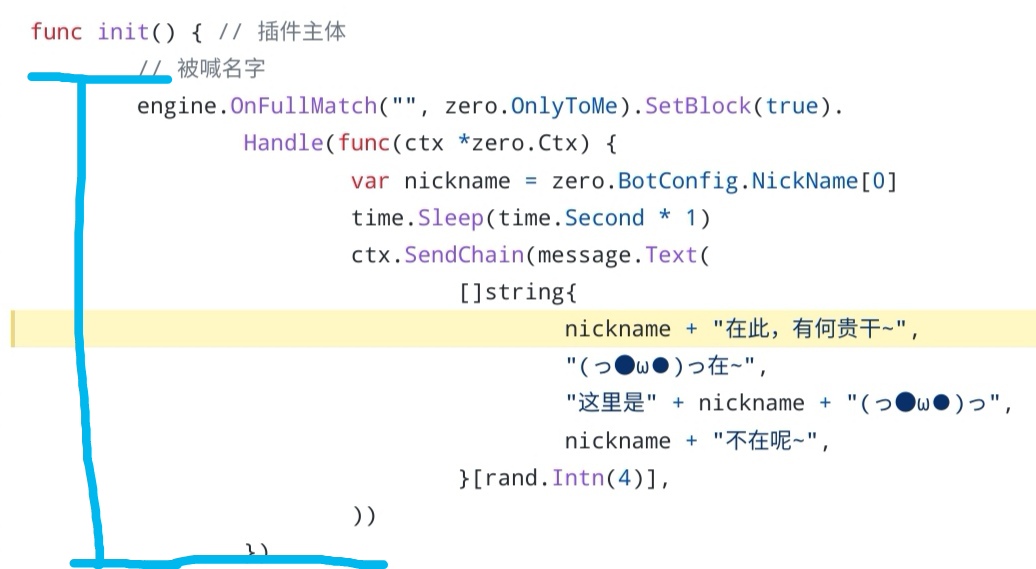 func init() { // 插件主体
// 被喊名字
engine.OnFullMatch("", zero.OnlyToMe).SetBlock(true).
Handle(func(ctx *zero.Ctx) {
var nickname = zero.BotConfig.NickName[0]
time.Sleep(time.Second * 1)
ctx.SendChain(message.Text(
[]string{
nickname + "在此，有何贵干~",
"(っ●ω●)っ在~",
"这里是" + nickname + "(っ●ω●)っ",
nickname + "不在呢~",
}[rand.Intn(4)],
))
})